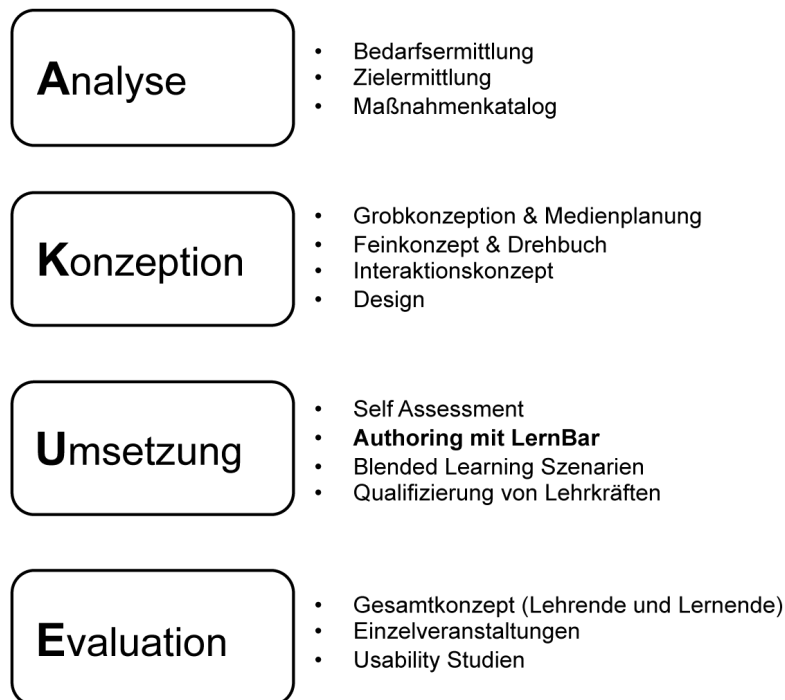 Analyse
• Bedarfsermittlung
• Zielermittlung
• Maßnahmenkatalog
Konzeption
• Grobkonzeption & Medienplanung
• Feinkonzept & Drehbuch
• Interaktionskonzept
• Design
Umsetzung
• Self Assessment
• Authoring mit LernBar
• Blended Learning Szenarien
• Qualifizierung von Lehrkräften
Evaluation
• Gesamtkonzept (Lehrende und Lernende)
• Einzelveranstaltungen
• Usability Studien